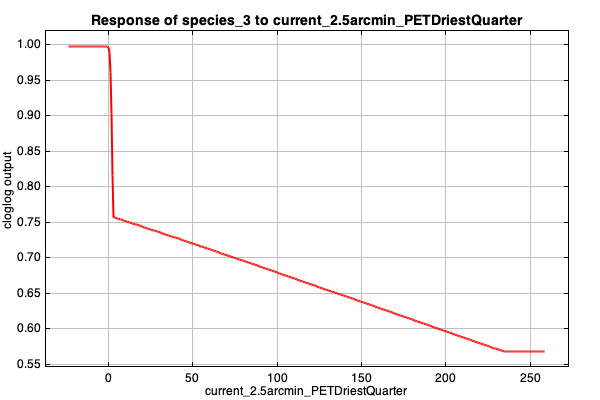 Response of species_3 to current_2.5arcmin_PETDriestQuarter
1.00
0.95
0.90
0.85
0.80
0.75
0.70
0.65
0.60
0.55
cloglog output
0 50 100 150 200 250
current_2.5arcmin_PETDriestQuarter